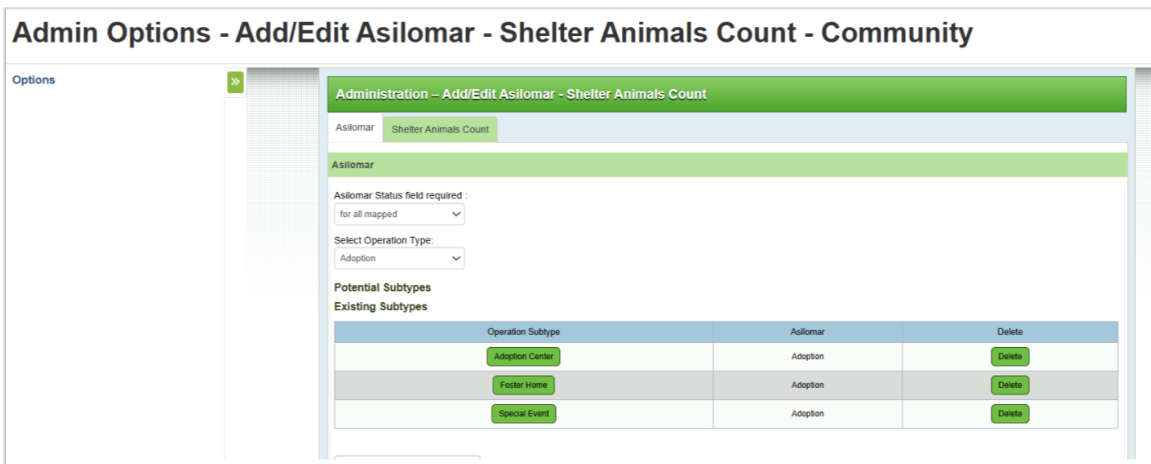 Admin Options - Add/Edit Asilomar - Shelter Animals Count - Community
Options
Administration – Add/Edit Asilomar - Shelter Animals Count
Asilomar Shelter Animals Count
Asilomar
Asilomar Status field required :
for all mapped
Select Operation Type:
Adoption
Potential Subtypes
Existing Subtypes
Operation Subtype Asilomar Delete
Adoption Center Adoption Delete
Foster Home Adoption Delete
Special Event Adoption Delete